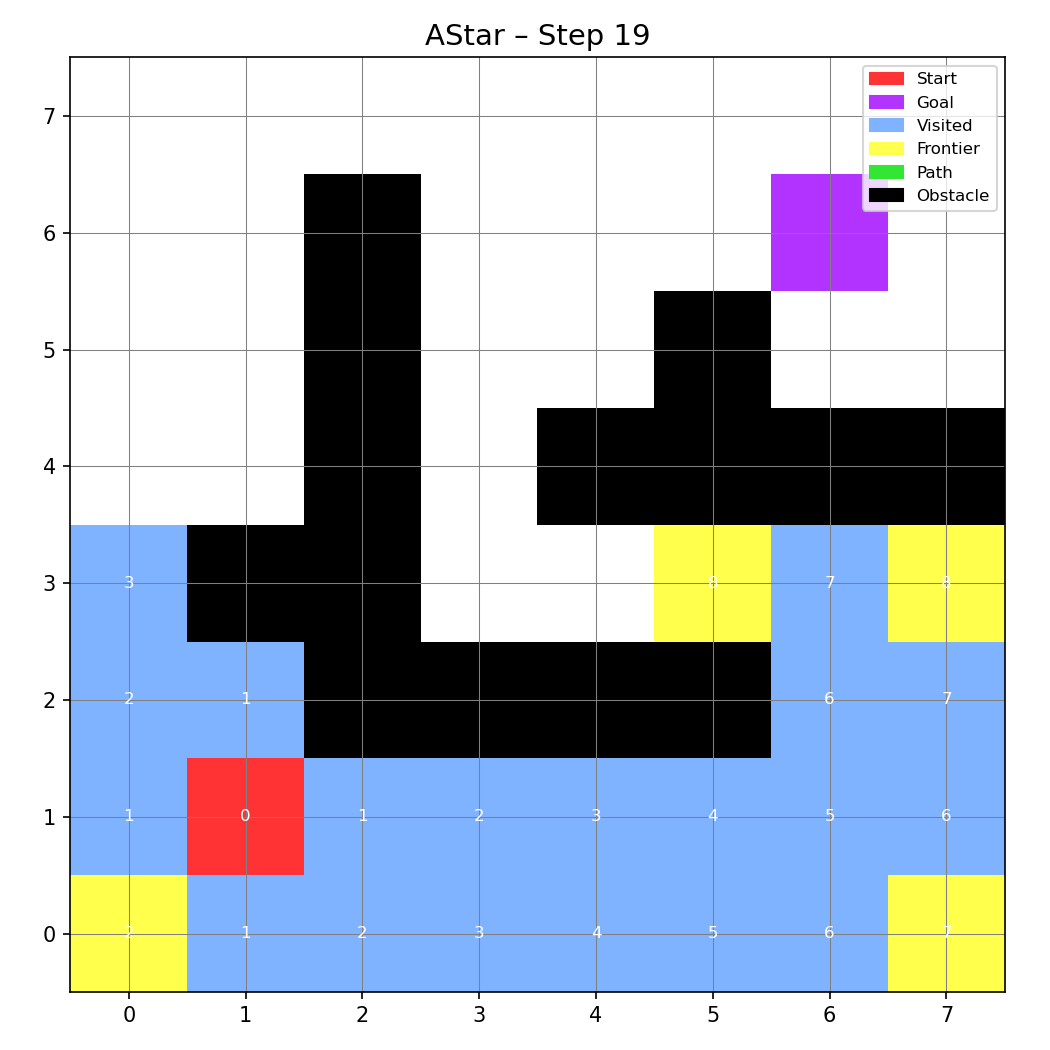 AStar – Step 19
Start
Goal
Visited
Frontier
Path
Obstacle
7
6
5
4
3
2
1
0
3 8 7 8
2 1 6 7
1 0 1 2 3 4 5 6
2 1 2 3 4 5 6 7
0 1 2 3 4 5 6 7